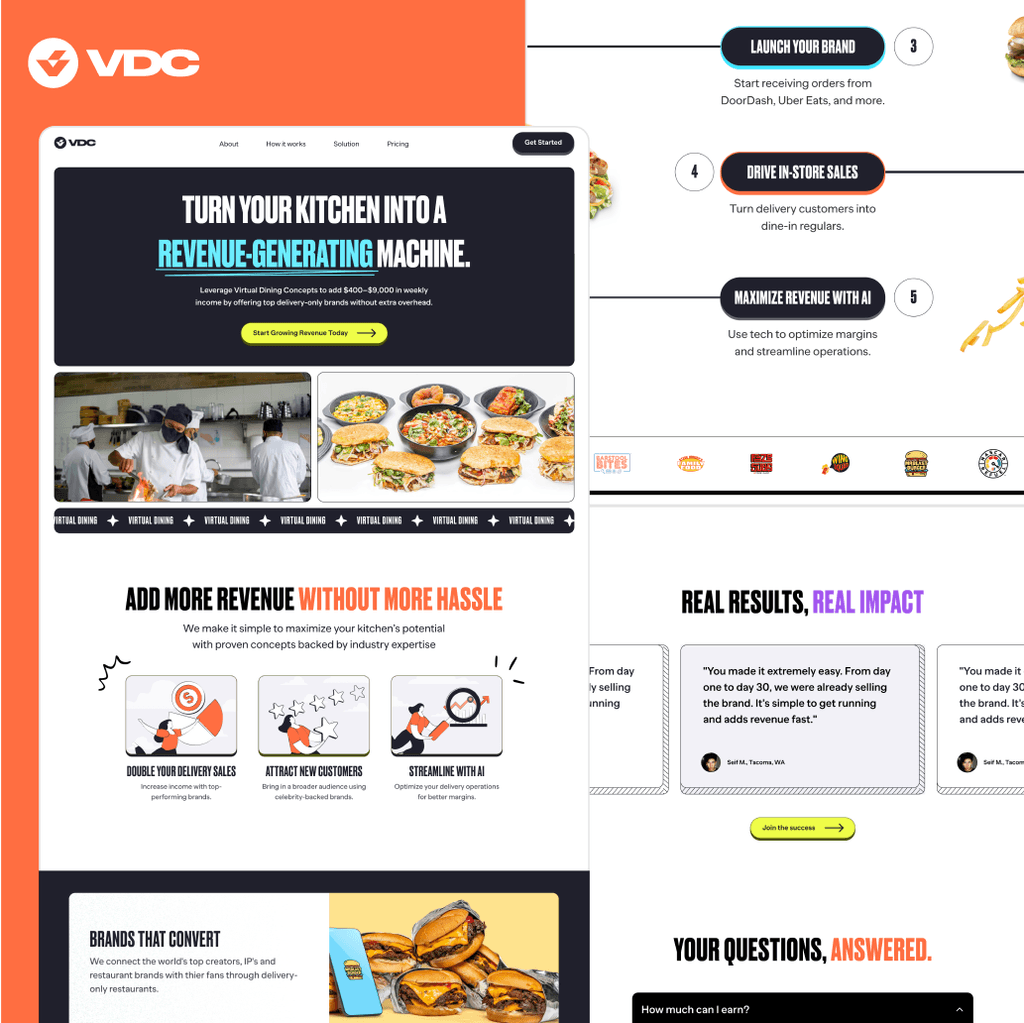 VDC
VDC
About
How it works
Solution
Pricing
Get Started
TURN YOUR KITCHEN INTO A
REVENUE-GENERATING MACHINE.
Leverage Virtual Dining Concepts to add $400–$9,000 in weekly
income by offering top delivery-only brands without extra overhead.
Start Growing Revenue Today
VIRTUAL DINING VIRTUAL DINING VIRTUAL DINING VIRTUAL DINING VIRTUAL DINING VIRTUAL DINING VIRTUAL DINING
ADD MORE REVENUE WITHOUT MORE HASSLE
We make it simple to maximize your kitchen's potential
with proven concepts backed by industry expertise
DOUBLE YOUR DELIVERY SALES
Increase income with top-
performing brands.
ATTRACT NEW CUSTOMERS
Bring in a broader audience using
celebrity-backed brands.
STREAMLINE WITH AI
Optimize your delivery operations
for better margins.
BRANDS THAT CONVERT
We connect the world's top creators, IP's and
restaurant brands with thier fans through delivery-
only restaurants.
LAUNCH YOUR BRAND
3
Start receiving orders from
DoorDash, Uber Eats, and more.
4
DRIVE IN-STORE SALES
Turn delivery customers into
dine-in regulars.
MAXIMIZE REVENUE WITH AI
5
Use tech to optimize margins
and streamline operations.
BARSTOOL
BITES
REAL RESULTS, REAL IMPACT
From day
ly selling
unning
"You made it extremely easy. From day
one to day 30, we were already selling
the brand. It's simple to get running
and adds revenue fast."
Seif M., Tacoma, WA
"You made it
one to day 30
the brand. It's
and adds reve
Seif M., Tacom
Join the success
YOUR QUESTIONS, ANSWERED.
How much can I earn?